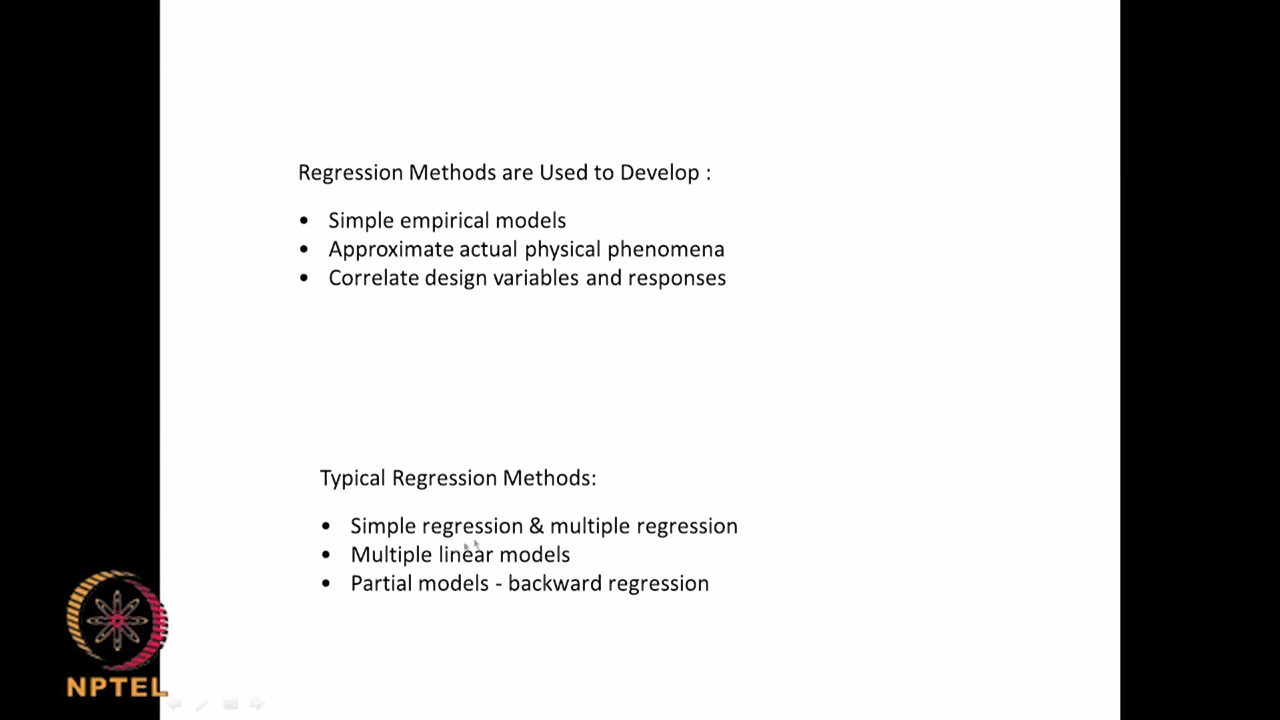 Regression Methods are Used to Develop :
• Simple empirical models
• Approximate actual physical phenomena
• Correlate design variables and responses
Typical Regression Methods:
• Simple regression & multiple regression
• Multiple linear models
• Partial models - backward regression
NPTEL